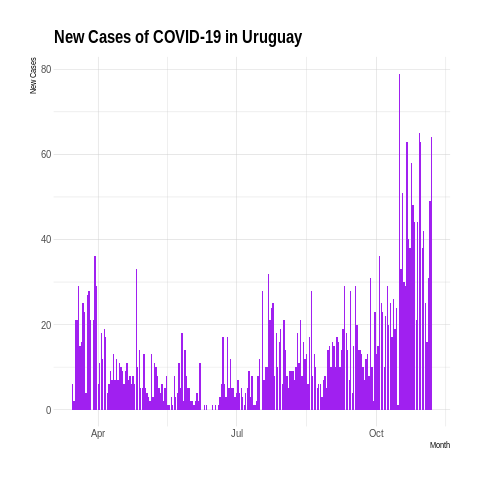 New Cases of COVID-19 in Uruguay
New Cases
80
60
40
20
0
Apr
Jul
Oct
Month